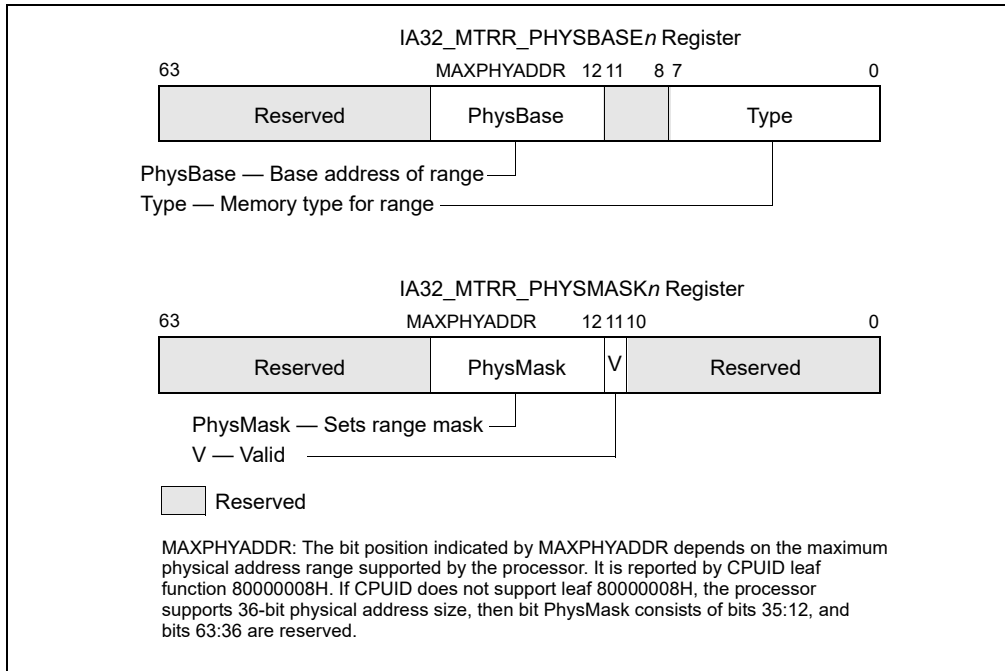 IA32_MTRR_PHYSBASEn Register
63 MAXPHYADDR 12 11 8 7 0
Reserved PhysBase Type
PhysBase — Base address of range
Type — Memory type for range
IA32_MTRR_PHYSMASKn Register
63 MAXPHYADDR 12 11 10 0
Reserved PhysMask V Reserved
PhysMask — Sets range mask
V — Valid
Reserved
MAXPHYADDR: The bit position indicated by MAXPHYADDR depends on the maximum
physical address range supported by the processor. It is reported by CPUID leaf
function 80000008H. If CPUID does not support leaf 80000008H, the processor
supports 36-bit physical address size, then bit PhysMask consists of bits 35:12, and
bits 63:36 are reserved.